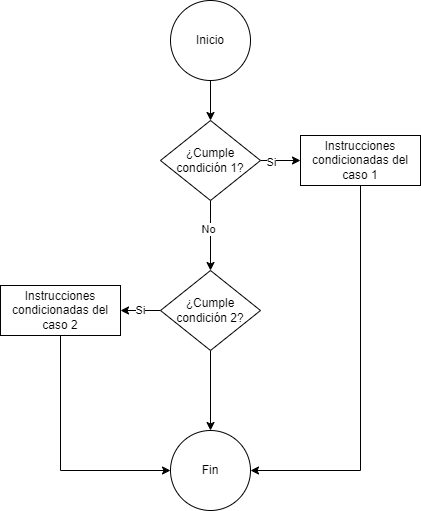 Inicio
¿Cumple
condición 1?
Si
Instrucciones
condicionadas del
caso 1
No
¿Cumple
condición 2?
Si
Instrucciones
condicionadas del
caso 2
Fin